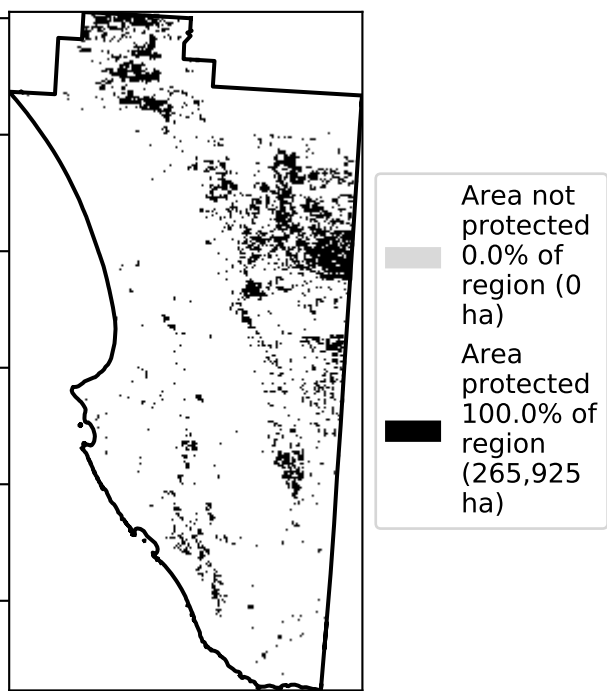 Area not
protected
0.0% of
region (0
ha)
Area
protected
100.0% of
region
(265,925
ha)